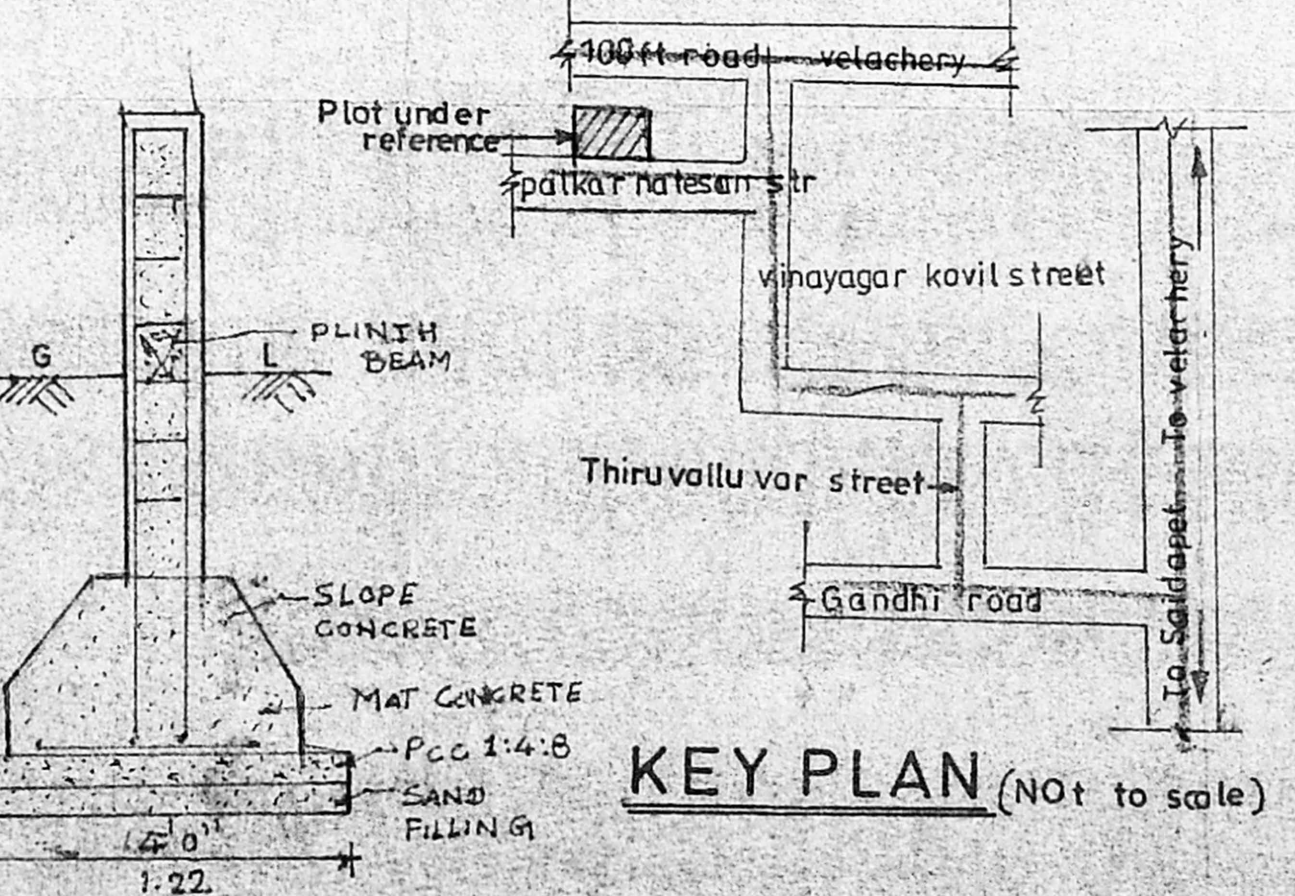 100ft road velachery
Plot under
reference
palkar natesan str
vinayagar kovil street
Thiruvalluvar street
Gandhi road
To Saidapet To velachery
KEY PLAN (NOt to scale)
G L
PLINTH
BEAM
SLOPE
CONCRETE
MAT CONCRETE
PCC 1:4:8
SAND
FILLING
4'0"
1.22